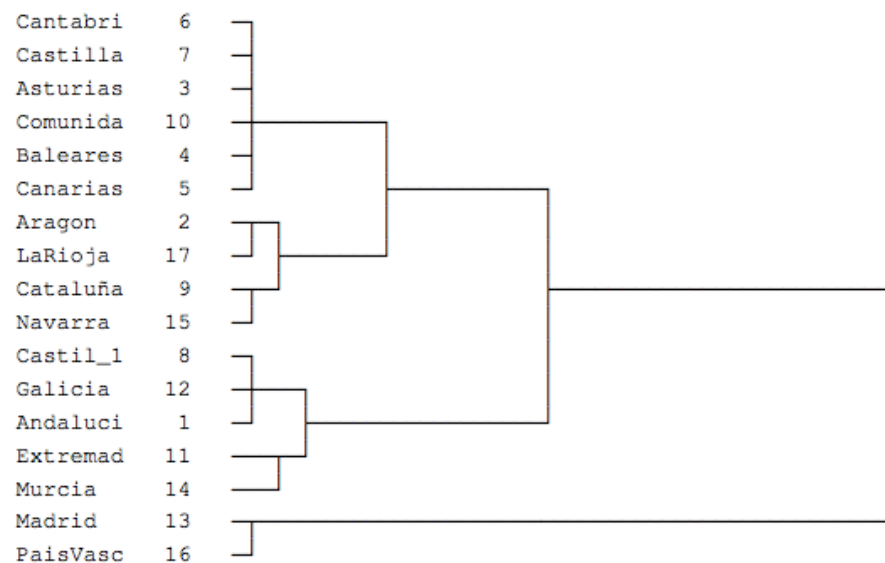 Cantabri 6
Castilla 7
Asturias 3
Comunida 10
Baleares 4
Canarias 5
Aragon 2
LaRioja 17
Cataluña 9
Navarra 15
Castil_1 8
Galicia 12
Andaluci 1
Extremad 11
Murcia 14
Madrid 13
PaisVasc 16